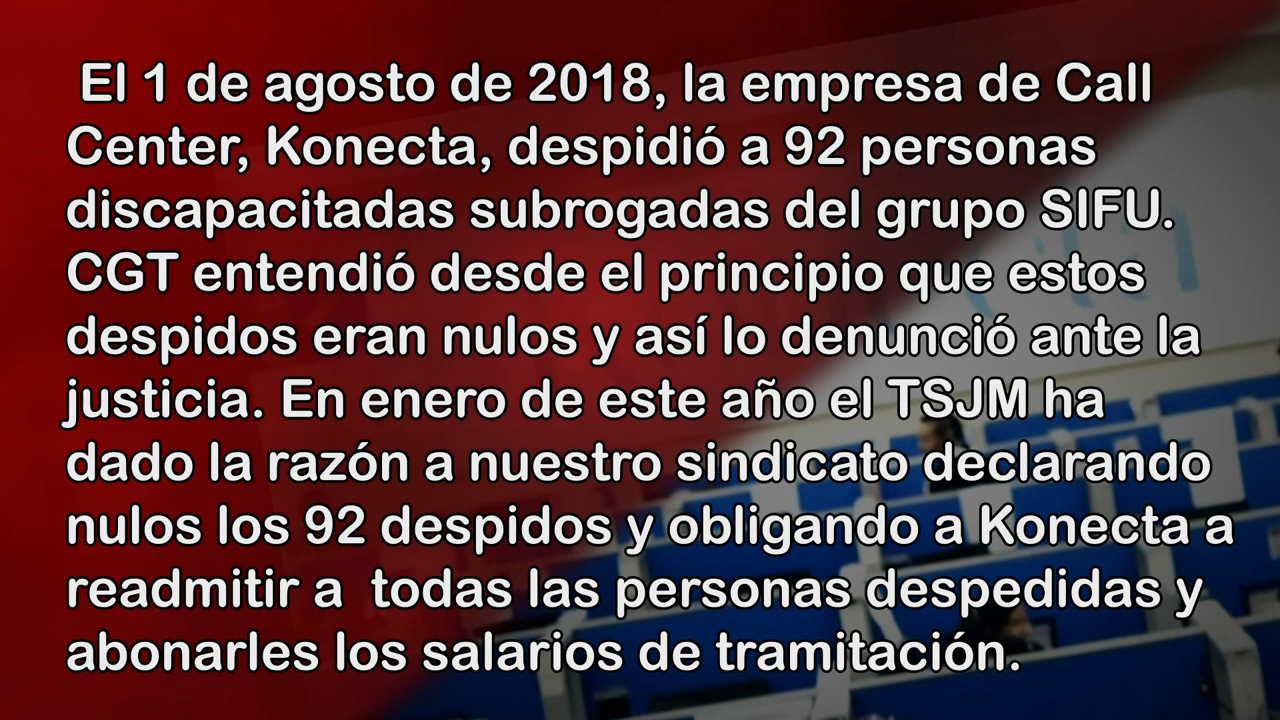 El 1 de agosto de 2018, la empresa de Call
Center, Konecta, despidió a 92 personas
discapacitadas subrogadas del grupo SIFU.
CGT entendió desde el principio que estos
despidos eran nulos y así lo denunció ante la
justicia. En enero de este año el TSJM ha
dado la razón a nuestro sindicato declarando
nulos los 92 despidos y obligando a Konecta a
readmitir a  todas las personas despedidas y
abonarles los salarios de tramitación.